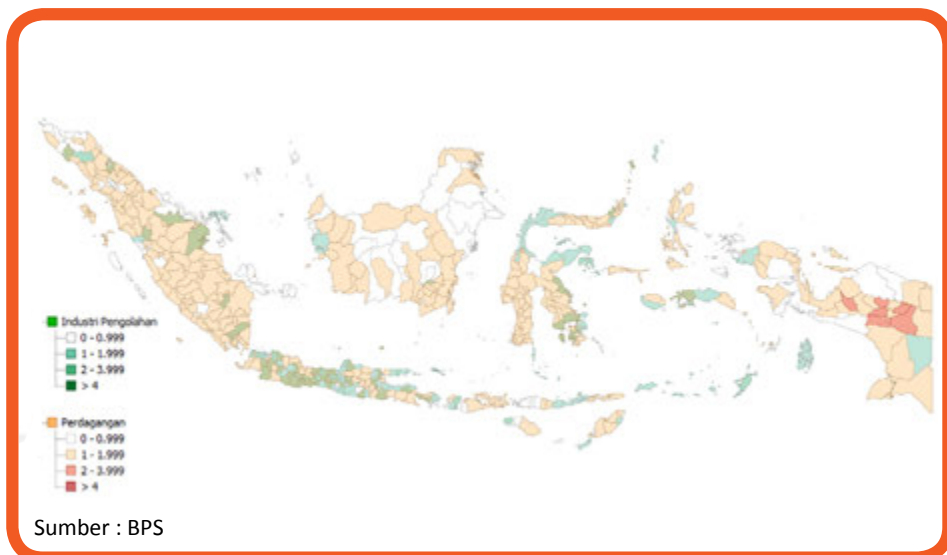 Industri Pengolahan
0 - 0.999
1 - 1.999
2 - 3.999
> 4
Perdagangan
0 - 0.999
1 - 1.999
2 - 3.999
> 4
Sumber : BPS